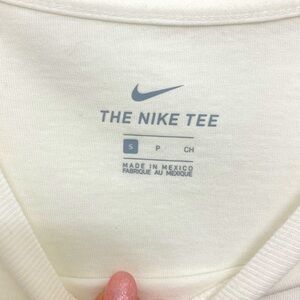 THE NIKE TEE
S P CH
MADE IN MEXICO
FABRIQUE AU MEXIQUE